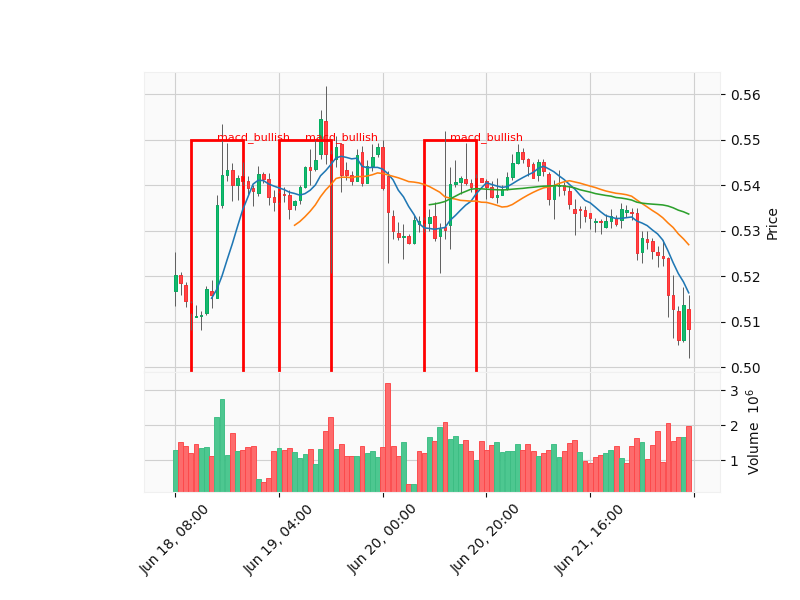 macd_bullish macd_bullish macd_bullish
0.56
0.55
0.54
0.53
0.52
0.51
0.50
Price
3
2
1
Volume 10^6
Jun 18, 08:00
Jun 19, 04:00
Jun 20, 00:00
Jun 20, 20:00
Jun 21, 16:00